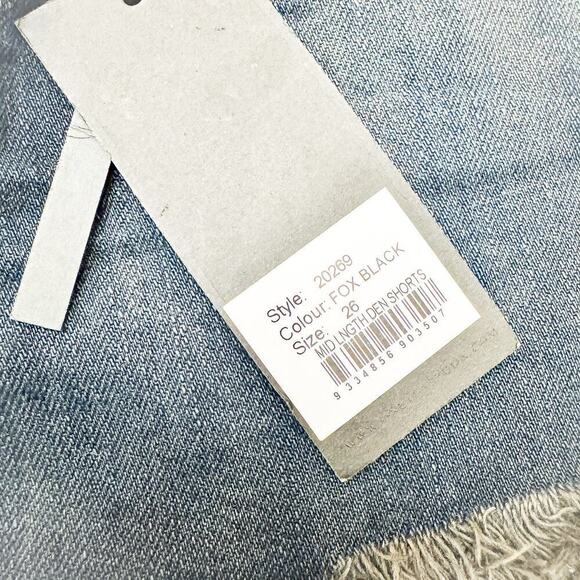 Style: 20269
Colour: FOX BLACK
Size: 26
MID LNGTH DEN SHORTS
9 334856 903507